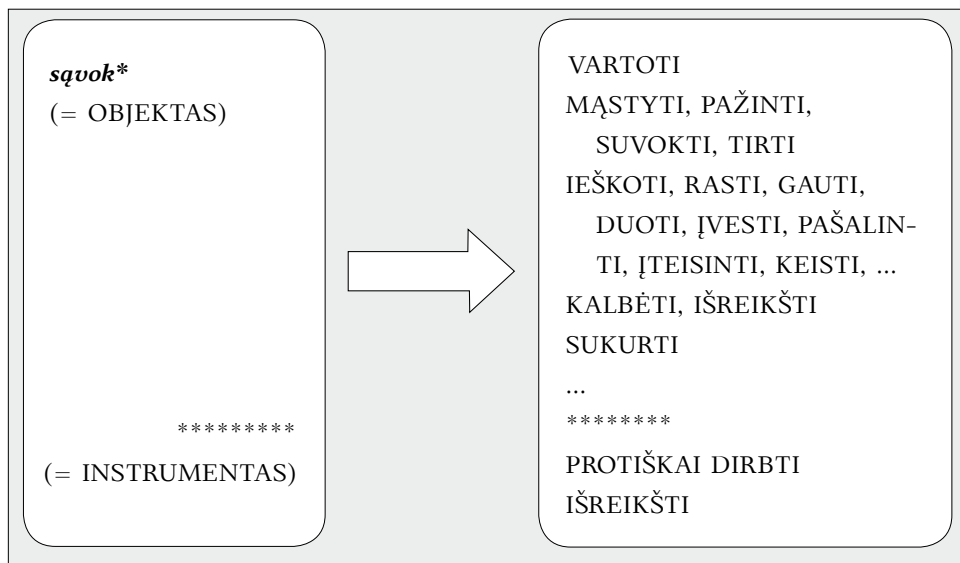 sąvok*
(= OBJEKTAS)
*********
(= INSTRUMENTAS)
VARTOTI
MĄSTYTI, PAŽINTI,
SUVOKTI, TIRTI
IEŠKOTI, RASTI, GAUTI,
DUOTI, ĮVESTI, PAŠALIN-
TI, ĮTEISINTI, KEISTI, ...
KALBĖTI, IŠREIKŠTI
SUKURTI
...
********
PROTIŠKAI DIRBTI
IŠREIKŠTI